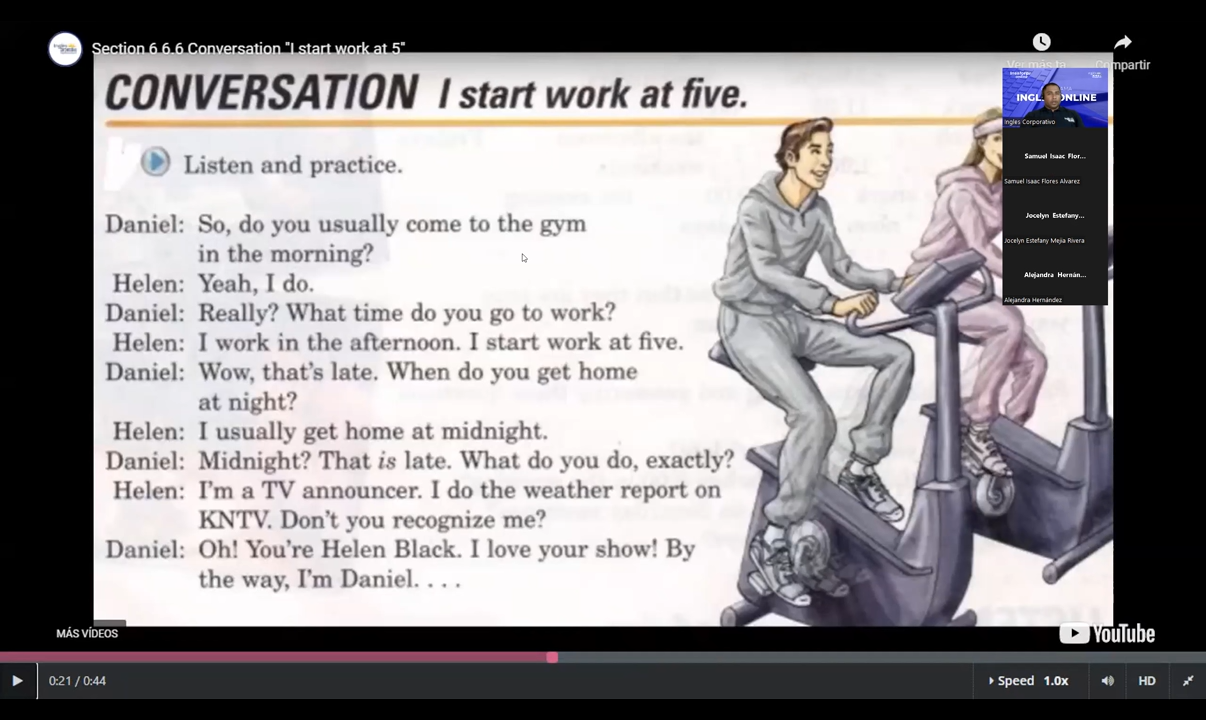 Section 6 6.6 Conversation "I start work at 5"
Ver más ta...
Compartir
CONVERSATION I start work at five.
Listen and practice.
Daniel: So, do you usually come to the gym
in the morning?
Helen: Yeah, I do.
Daniel: Really? What time do you go to work?
Helen: I work in the afternoon. I start work at five.
Daniel: Wow, that's late. When do you get home
at night?
Helen: I usually get home at midnight.
Daniel: Midnight? That is late. What do you do, exactly?
Helen: I'm a TV announcer. I do the weather report on
KNTV. Don't you recognize me?
Daniel: Oh! You're Helen Black. I love your show! By
the way, I'm Daniel. . . .
Ingles Corporativo
Samuel Isaac Flor...
Samuel Isaac Flores Alvarez
Jocelyn Estefany...
Jocelyn Estefany Mejia Rivera
Alejandra Hernán...
Alejandra Hernández
MÁS VÍDEOS
YouTube
0:21 / 0:44
Speed 1.0x
HD